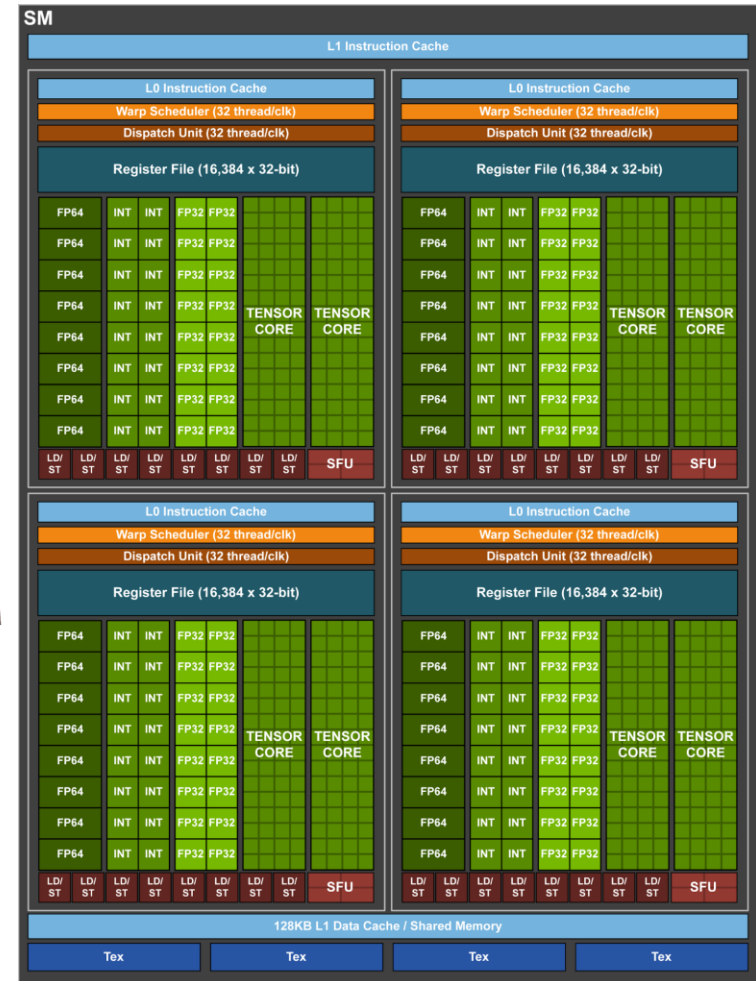 SM
L1 Instruction Cache
L0 Instruction Cache
Warp Scheduler (32 thread/clk)
Dispatch Unit (32 thread/clk)
Register File (16,384 x 32-bit)
FP64 INT INT FP32 FP32
FP64 INT INT FP32 FP32
FP64 INT INT FP32 FP32
FP64 INT INT FP32 FP32
TENSOR CORE TENSOR CORE
FP64 INT INT FP32 FP32
FP64 INT INT FP32 FP32
FP64 INT INT FP32 FP32
FP64 INT INT FP32 FP32
LD/ST LD/ST LD/ST LD/ST LD/ST LD/ST LD/ST LD/ST SFU
L0 Instruction Cache
Warp Scheduler (32 thread/clk)
Dispatch Unit (32 thread/clk)
Register File (16,384 x 32-bit)
FP64 INT INT FP32 FP32
FP64 INT INT FP32 FP32
FP64 INT INT FP32 FP32
FP64 INT INT FP32 FP32
TENSOR CORE TENSOR CORE
FP64 INT INT FP32 FP32
FP64 INT INT FP32 FP32
FP64 INT INT FP32 FP32
FP64 INT INT FP32 FP32
LD/ST LD/ST LD/ST LD/ST LD/ST LD/ST LD/ST LD/ST SFU
L0 Instruction Cache
Warp Scheduler (32 thread/clk)
Dispatch Unit (32 thread/clk)
Register File (16,384 x 32-bit)
FP64 INT INT FP32 FP32
FP64 INT INT FP32 FP32
FP64 INT INT FP32 FP32
FP64 INT INT FP32 FP32
TENSOR CORE TENSOR CORE
FP64 INT INT FP32 FP32
FP64 INT INT FP32 FP32
FP64 INT INT FP32 FP32
FP64 INT INT FP32 FP32
LD/ST LD/ST LD/ST LD/ST LD/ST LD/ST LD/ST LD/ST SFU
L0 Instruction Cache
Warp Scheduler (32 thread/clk)
Dispatch Unit (32 thread/clk)
Register File (16,384 x 32-bit)
FP64 INT INT FP32 FP32
FP64 INT INT FP32 FP32
FP64 INT INT FP32 FP32
FP64 INT INT FP32 FP32
TENSOR CORE TENSOR CORE
FP64 INT INT FP32 FP32
FP64 INT INT FP32 FP32
FP64 INT INT FP32 FP32
FP64 INT INT FP32 FP32
LD/ST LD/ST LD/ST LD/ST LD/ST LD/ST LD/ST LD/ST SFU
128KB L1 Data Cache / Shared Memory
Tex Tex Tex Tex